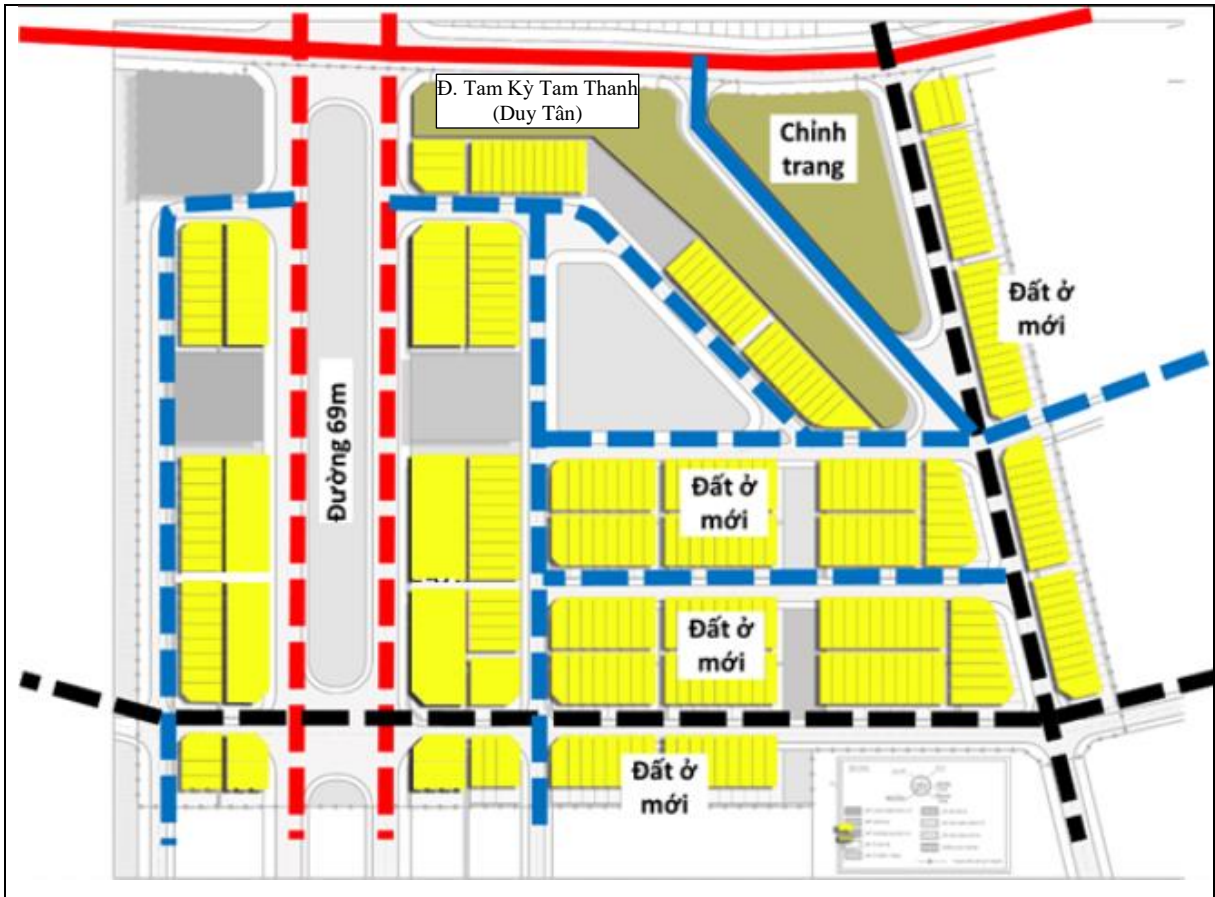 Đ. Tam Kỳ Tam Thanh
(Duy Tân)
Chỉnh
trang
Đất ở
mới
Đường 69m
Đất ở
mới
Đất ở
mới
Đất ở
mới